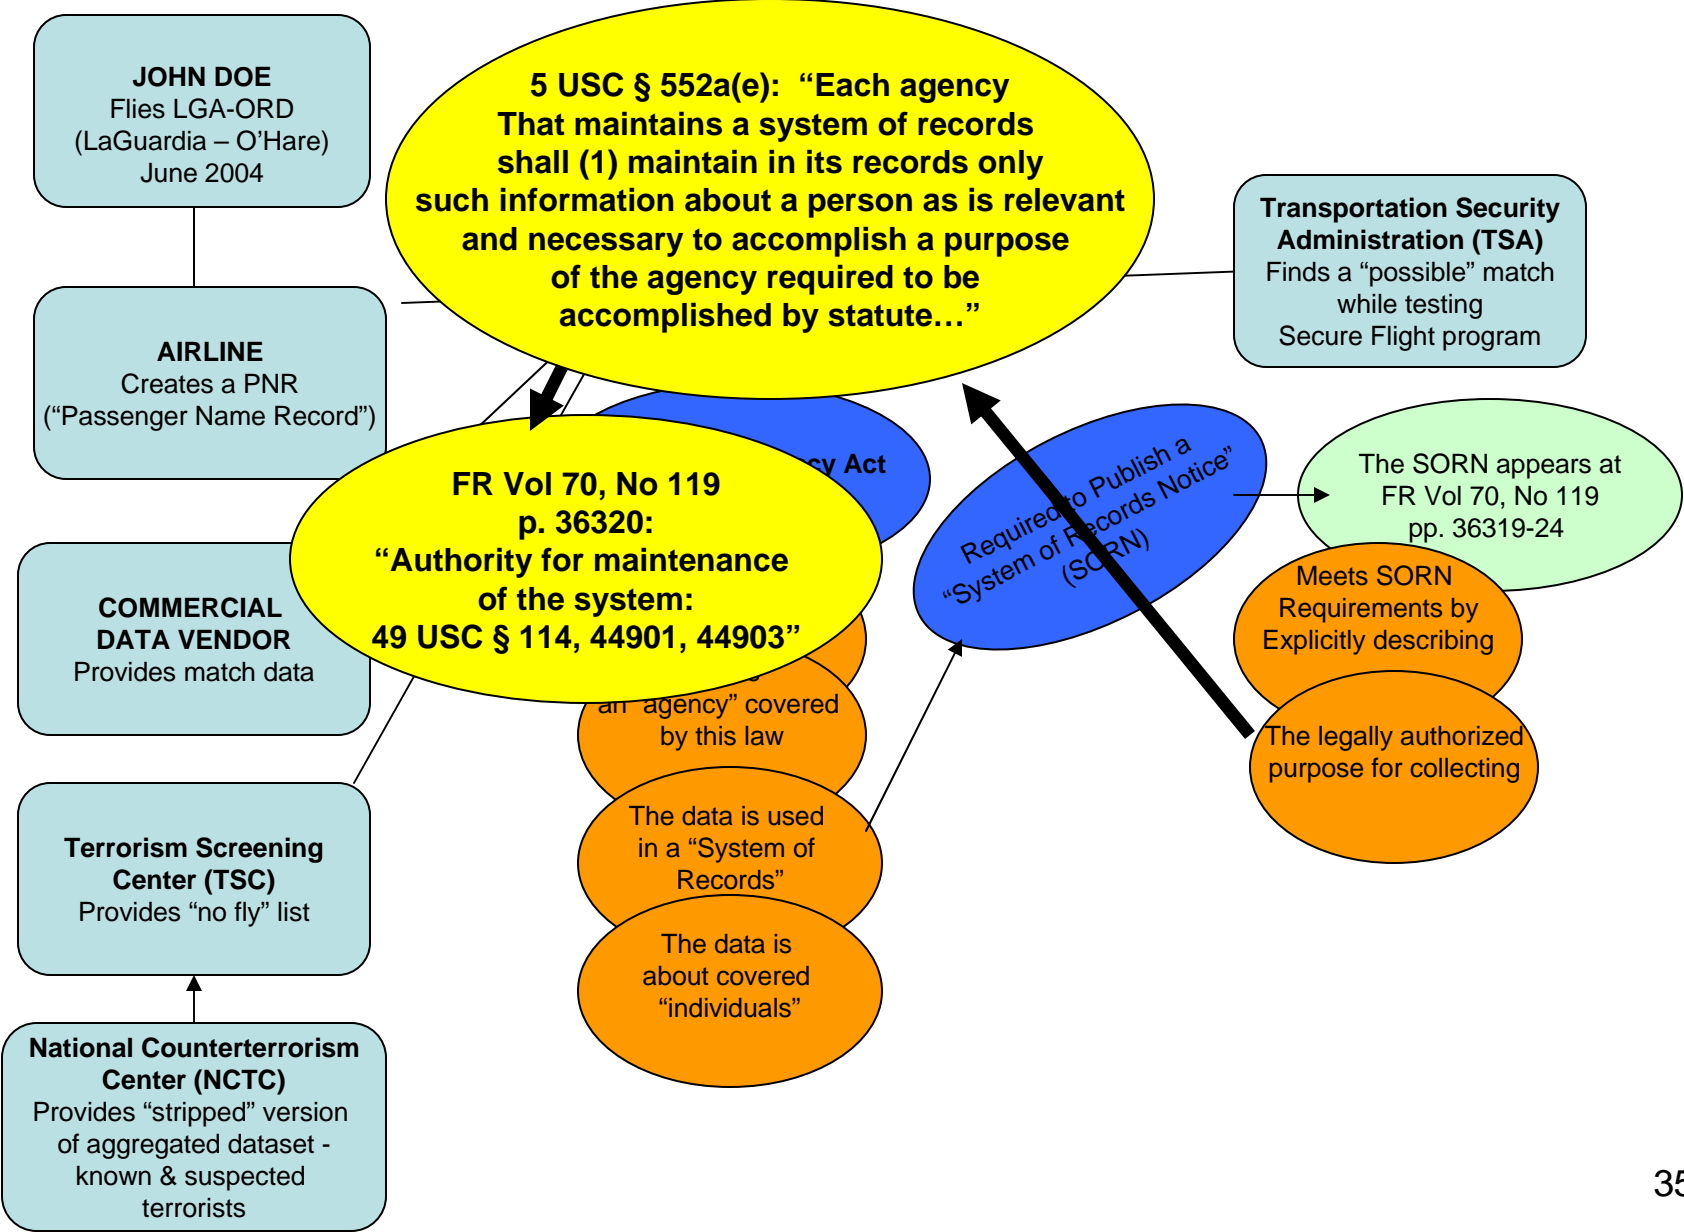 JOHN DOE
Flies LGA-ORD
(LaGuardia – O’Hare)
June 2004
5 USC § 552a(e):  “Each agency
That maintains a system of records
shall (1) maintain in its records only
such information about a person as is relevant
and necessary to accomplish a purpose
of the agency required to be
accomplished by statute…”
Transportation Security
Administration (TSA)
Finds a “possible” match
while testing
Secure Flight program
AIRLINE
Creates a PNR
(“Passenger Name Record”)
Act
FR Vol 70, No 119
p. 36320:
“Authority for maintenance
of the system:
49 USC § 114, 44901, 44903”
Required to Publish a
“System of Records Notice”
(SORN)
The SORN appears at
FR Vol 70, No 119
pp. 36319-24
Meets SORN
Requirements by
Explicitly describing
The legally authorized
purpose for collecting
COMMERCIAL
DATA VENDOR
Provides match data
an “agency” covered
by this law
The data is used
in a “System of
Records”
The data is
about covered
“individuals”
Terrorism Screening
Center (TSC)
Provides “no fly” list
National Counterterrorism
Center (NCTC)
Provides “stripped” version
of aggregated dataset -
known & suspected
terrorists
35